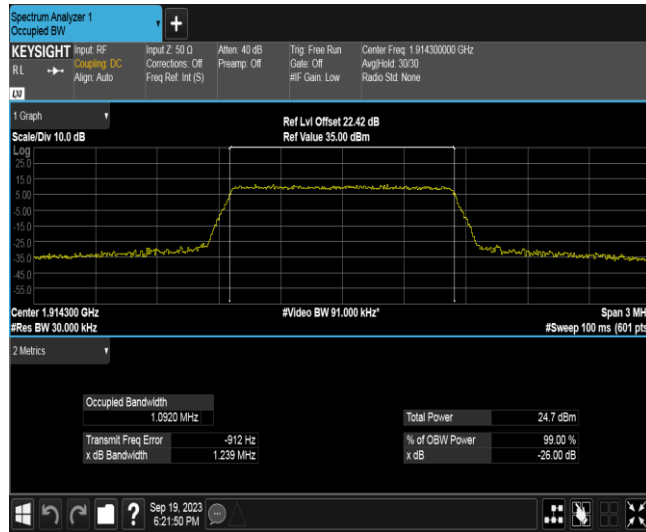 Spectrum Analyzer 1
Occupied BW
+
KEYSIGHT
R L
LXI
Input: RF
Coupling: DC
Align: Auto
Input Z: 50 Ω
Corrections: Off
Freq Ref: Int (S)
Atten: 40 dB
Preamp: Off
Trig: Free Run
Gate: Off
#IF Gain: Low
Center Freq: 1.914300000 GHz
Avg|Hold: 30/30
Radio Std: None
1 Graph
Scale/Div 10.0 dB
Ref Lvl Offset 22.42 dB
Ref Value 35.00 dBm
Log
25.0
15.0
5.00
-5.00
-15.0
-25.0
-35.0
-45.0
-55.0
Center 1.914300 GHz
#Res BW 30.000 kHz
#Video BW 91.000 kHz*
Span 3 MH
#Sweep 100 ms (601 pts
2 Metrics
Occupied Bandwidth
1.0920 MHz
Transmit Freq Error -912 Hz
x dB Bandwidth 1.239 MHz
Total Power 24.7 dBm
% of OBW Power 99.00 %
x dB -26.00 dB
?
Sep 19, 2023
6:21:50 PM